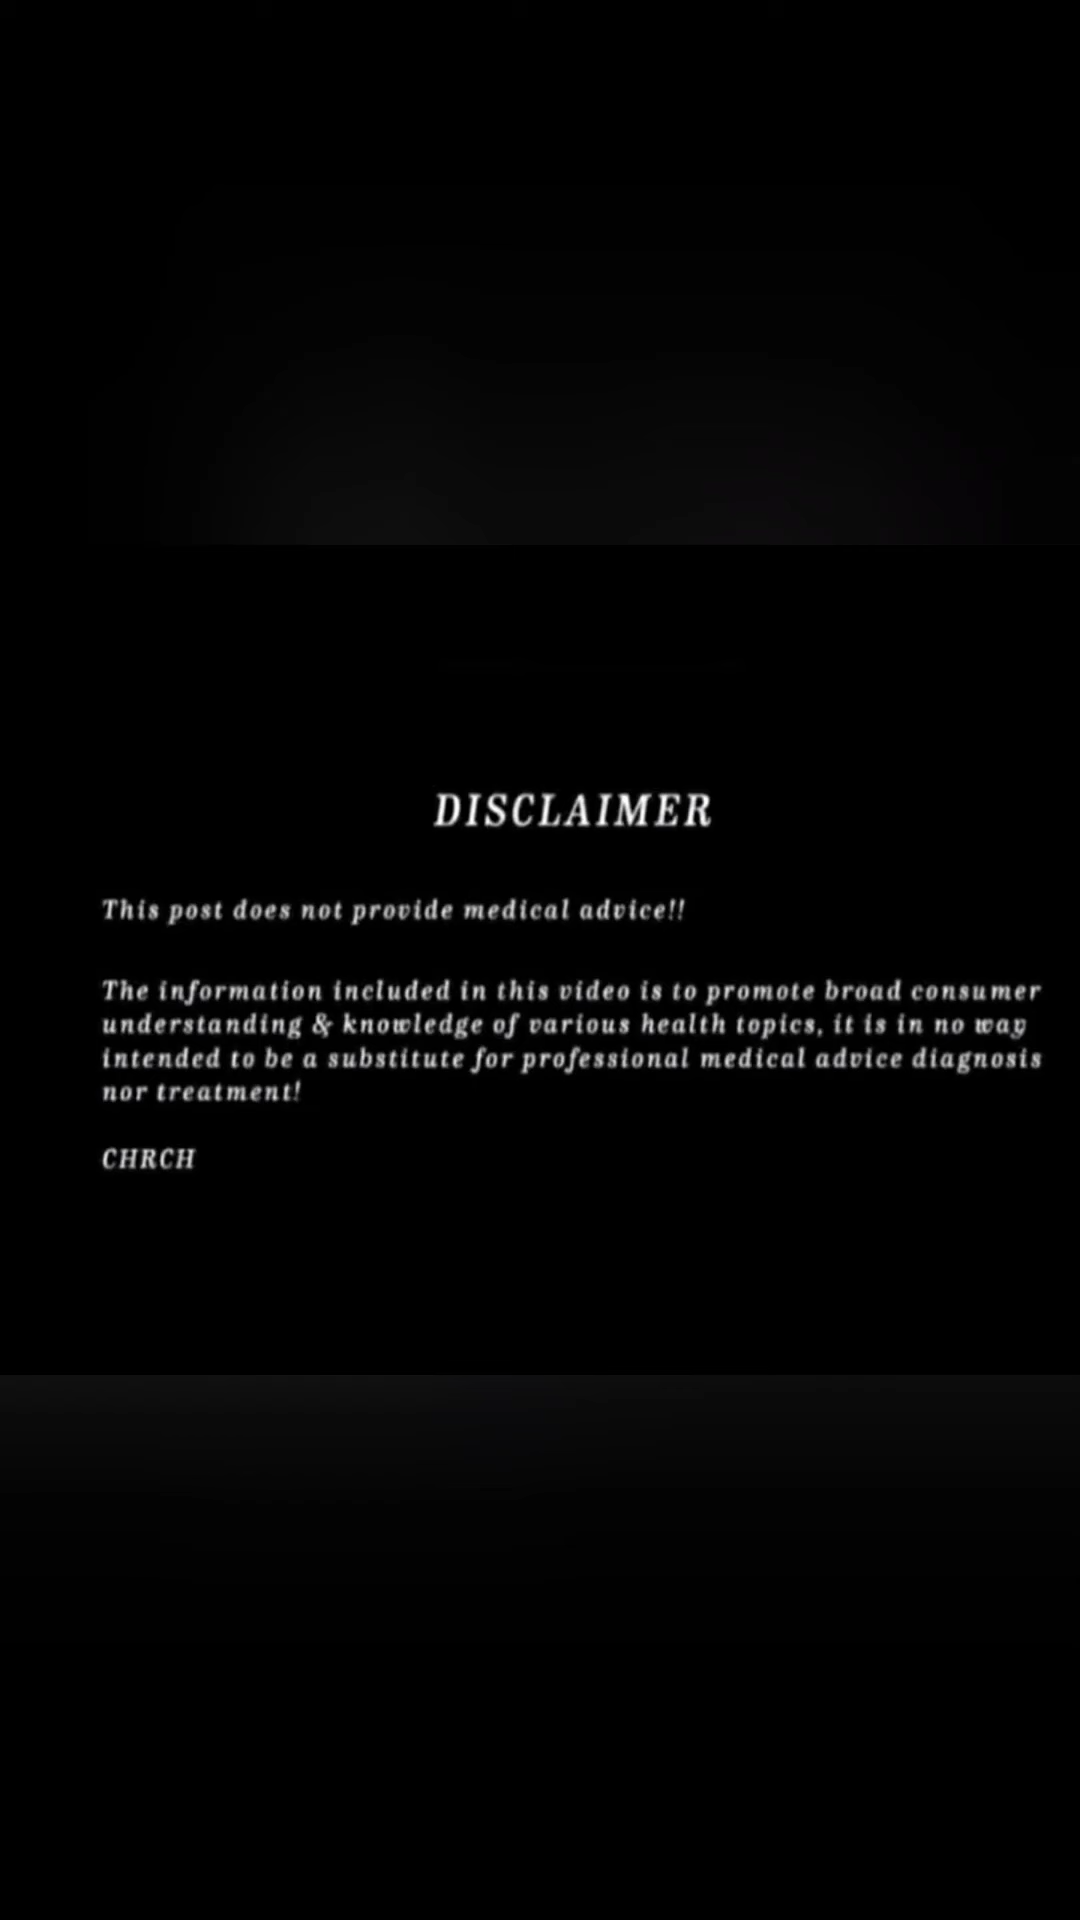 DISCLAIMER
This post does not provide medical advice!!
The information included in this video is to promote broad consumer
understanding & knowledge of various health topics, it is in no way
intended to be a substitute for professional medical advice diagnosis
nor treatment!
CHRCH